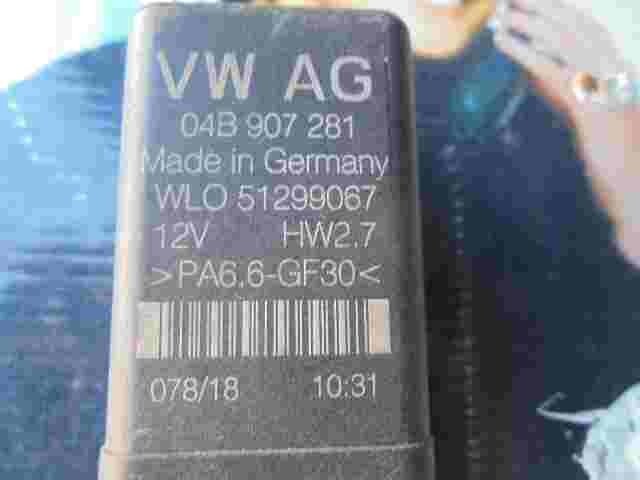 VW AG
04B 907 281
Made in Germany
WLO 51299067
12V HW2.7
>PA6.6-GF30<
078/18 10:31